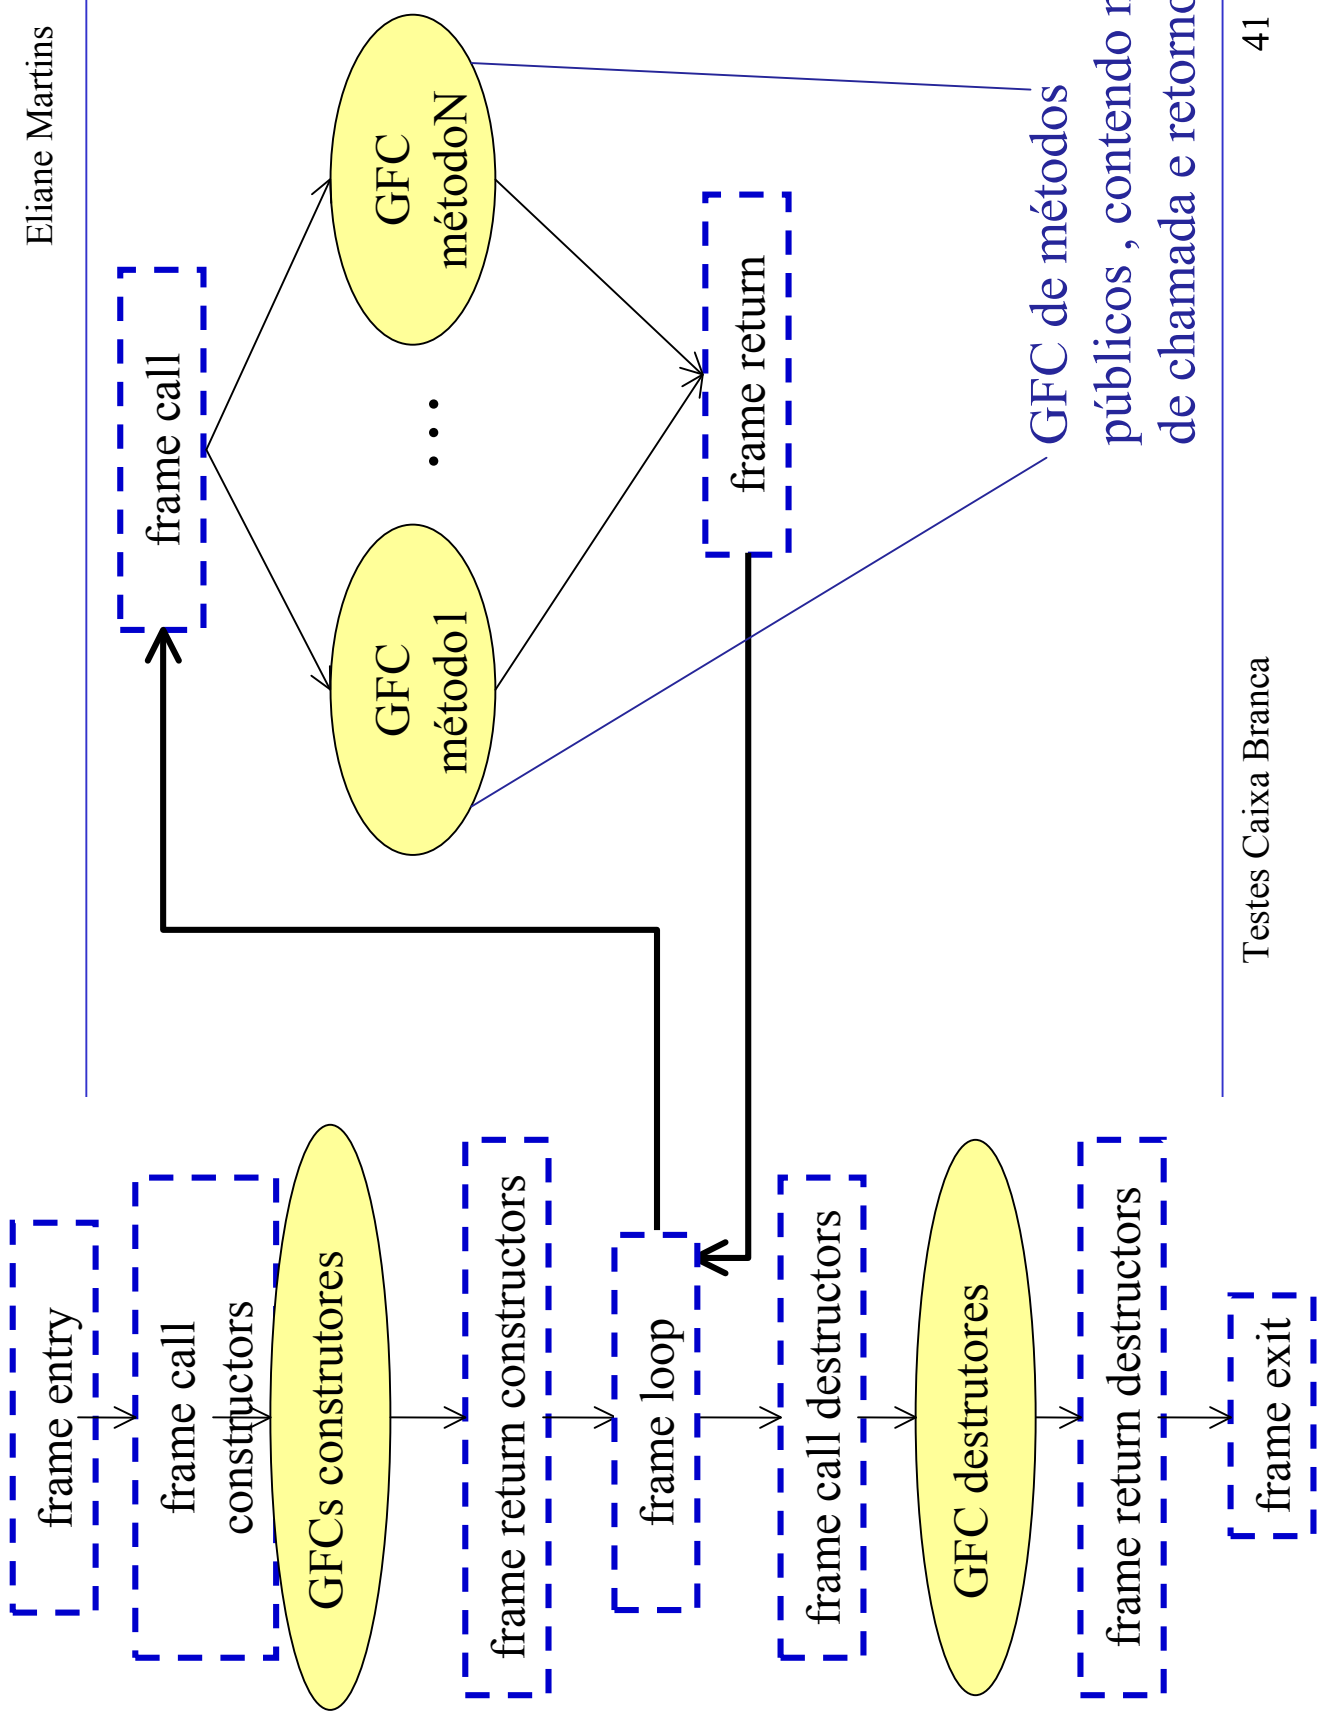 Eliane Martins
frame entry
frame call
constructors
GFCs construtores
frame return constructors
frame loop
frame call destructors
GFC destrutores
frame return destructors
frame exit
frame call
GFC
método1
...
GFC
métodoN
frame return
GFC de métodos
públicos , contendo
de chamada e retorno
Testes Caixa Branca
41